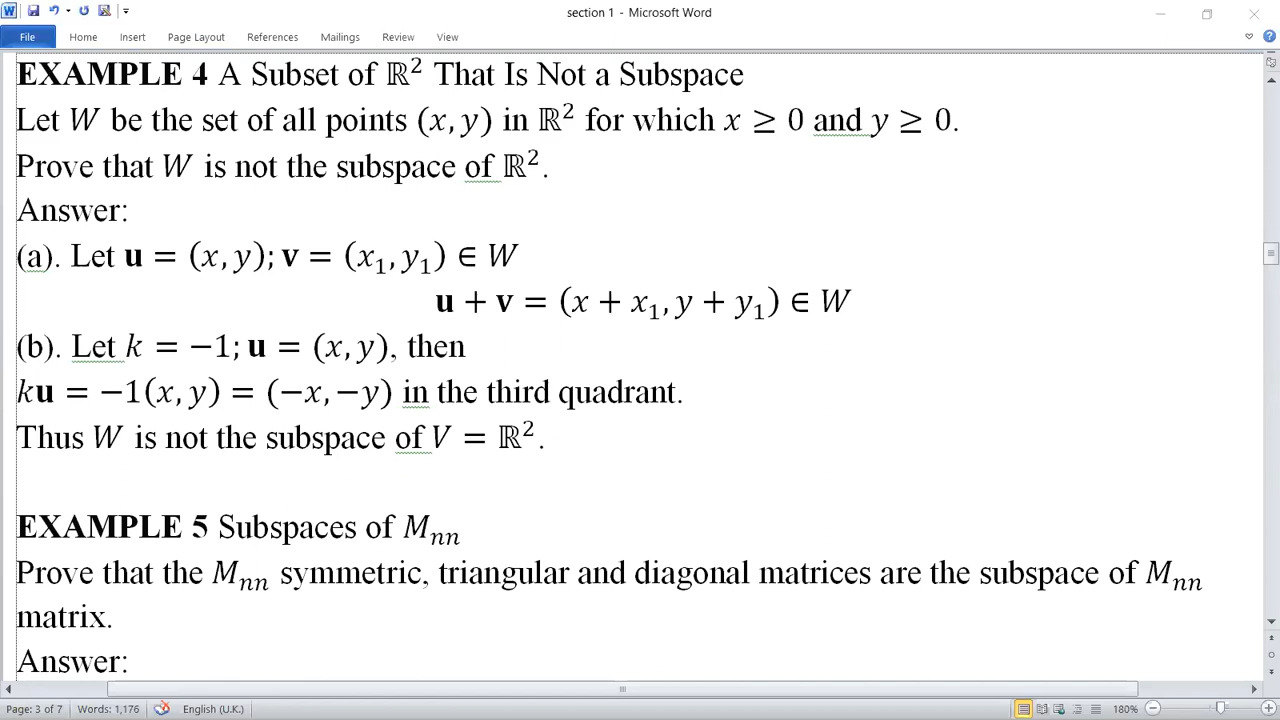 section 1 - Microsoft Word
File Home Insert Page Layout References Mailings Review View
EXAMPLE 4 A Subset of ℝ² That Is Not a Subspace
Let W be the set of all points (x, y) in ℝ² for which x ≥ 0 and y ≥ 0.
Prove that W is not the subspace of ℝ².
Answer:
(a). Let u = (x, y); v = (x₁, y₁) ∈ W
u + v = (x + x₁, y + y₁) ∈ W
(b). Let k = −1; u = (x, y), then
ku = −1(x, y) = (−x, −y) in the third quadrant.
Thus W is not the subspace of V = ℝ².
EXAMPLE 5 Subspaces of Mₙₙ
Prove that the Mₙₙ symmetric, triangular and diagonal matrices are the subspace of Mₙₙ
matrix.
Answer:
Page: 3 of 7 Words: 1,176 English (U.K.) 180%